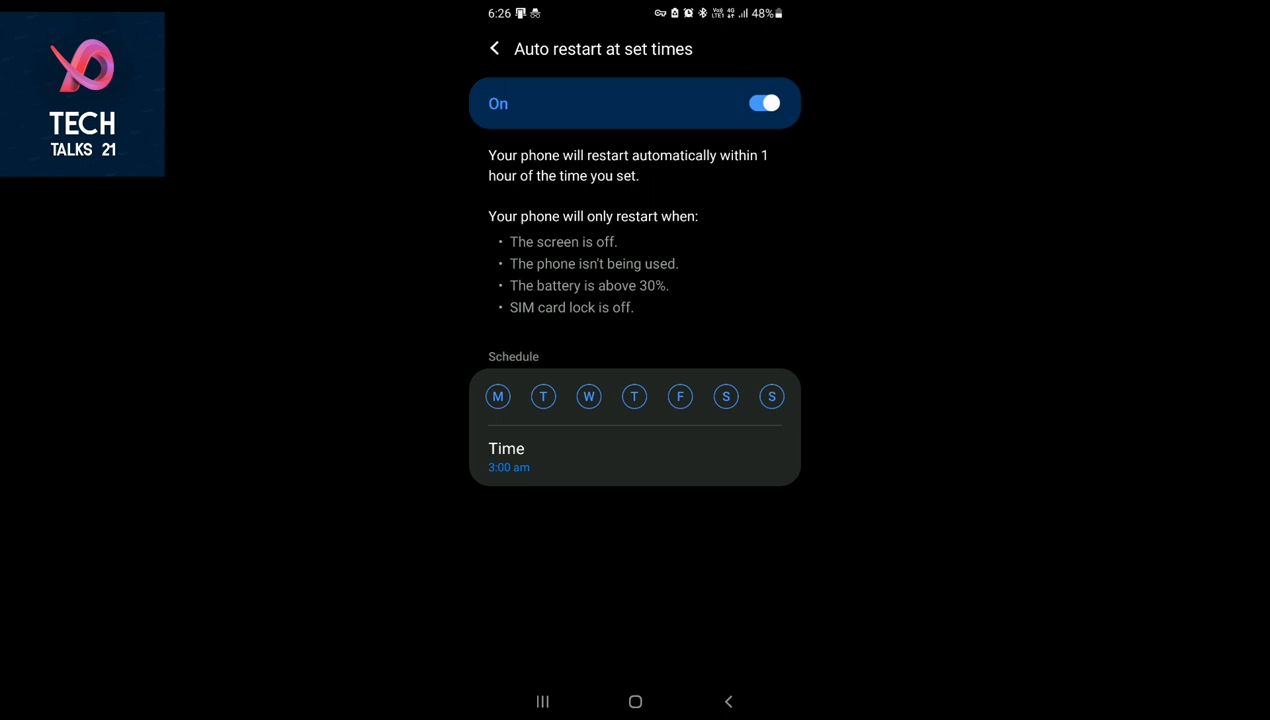 TECH
TALKS 21
6:26
48%
Auto restart at set times
On
Your phone will restart automatically within 1
hour of the time you set.
Your phone will only restart when:
• The screen is off.
• The phone isn't being used.
• The battery is above 30%.
• SIM card lock is off.
Schedule
M T W T F S S
Time
3:00 am